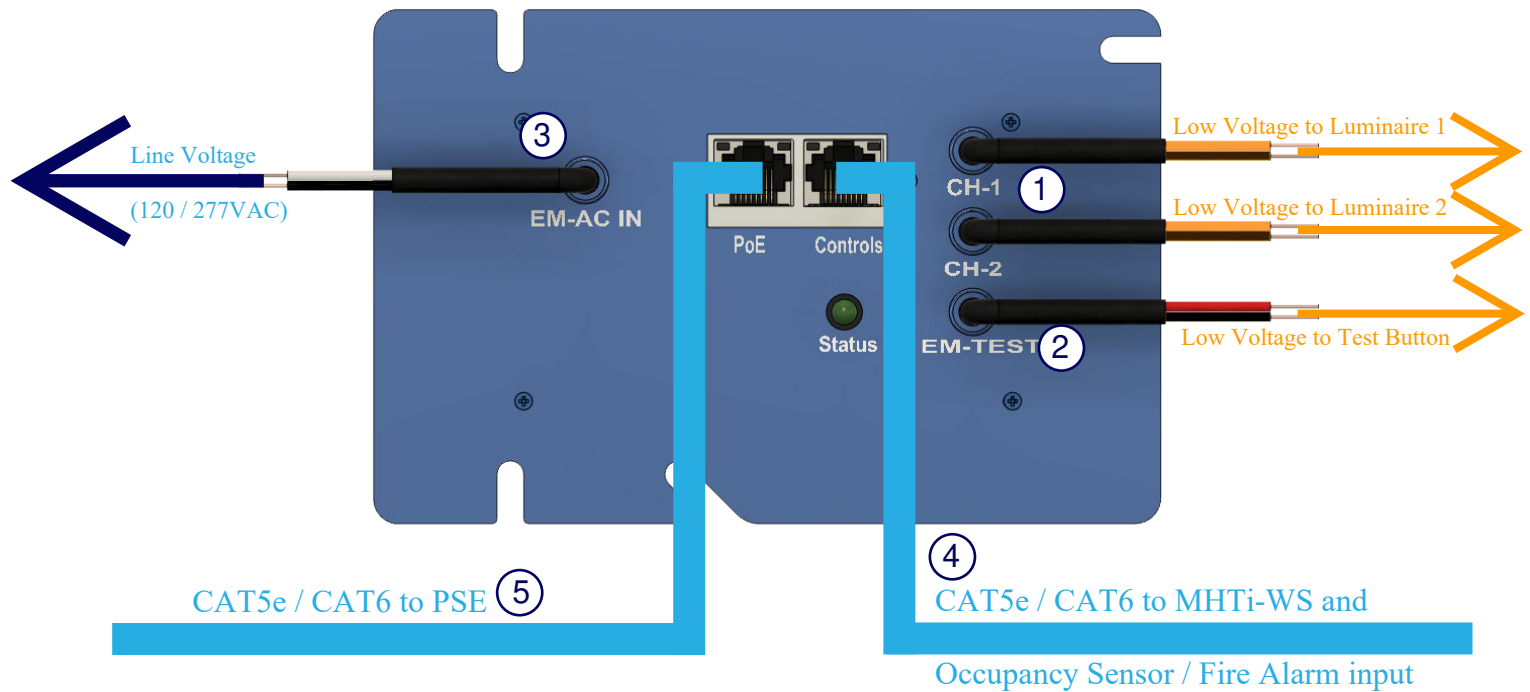 Low Voltage to Luminaire 1
3
Line Voltage
(120 / 277VAC)
EM-AC IN
CH-1
1
Low Voltage to Luminaire 2
PoE
Controls
CH-2
Status
EM-TEST
2
Low Voltage to Test Button
4
5
CAT5e / CAT6 to PSE
CAT5e / CAT6 to MHTi-WS and
Occupancy Sensor / Fire Alarm input